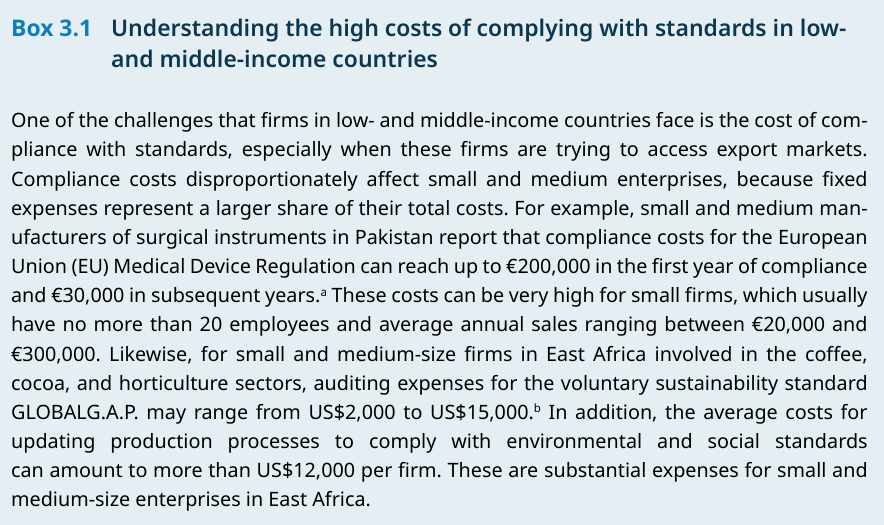 Box 3.1 Understanding the high costs of complying with standards in low-
and middle-income countries
One of the challenges that firms in low- and middle-income countries face is the cost of com-
pliance with standards, especially when these firms are trying to access export markets.
Compliance costs disproportionately affect small and medium enterprises, because fixed
expenses represent a larger share of their total costs. For example, small and medium man-
ufacturers of surgical instruments in Pakistan report that compliance costs for the European
Union (EU) Medical Device Regulation can reach up to €200,000 in the first year of compliance
and €30,000 in subsequent years.ᵃ These costs can be very high for small firms, which usually
have no more than 20 employees and average annual sales ranging between €20,000 and
€300,000. Likewise, for small and medium-size firms in East Africa involved in the coffee,
cocoa, and horticulture sectors, auditing expenses for the voluntary sustainability standard
GLOBALG.A.P. may range from US$2,000 to US$15,000.ᵇ In addition, the average costs for
updating production processes to comply with environmental and social standards
can amount to more than US$12,000 per firm. These are substantial expenses for small and
medium-size enterprises in East Africa.